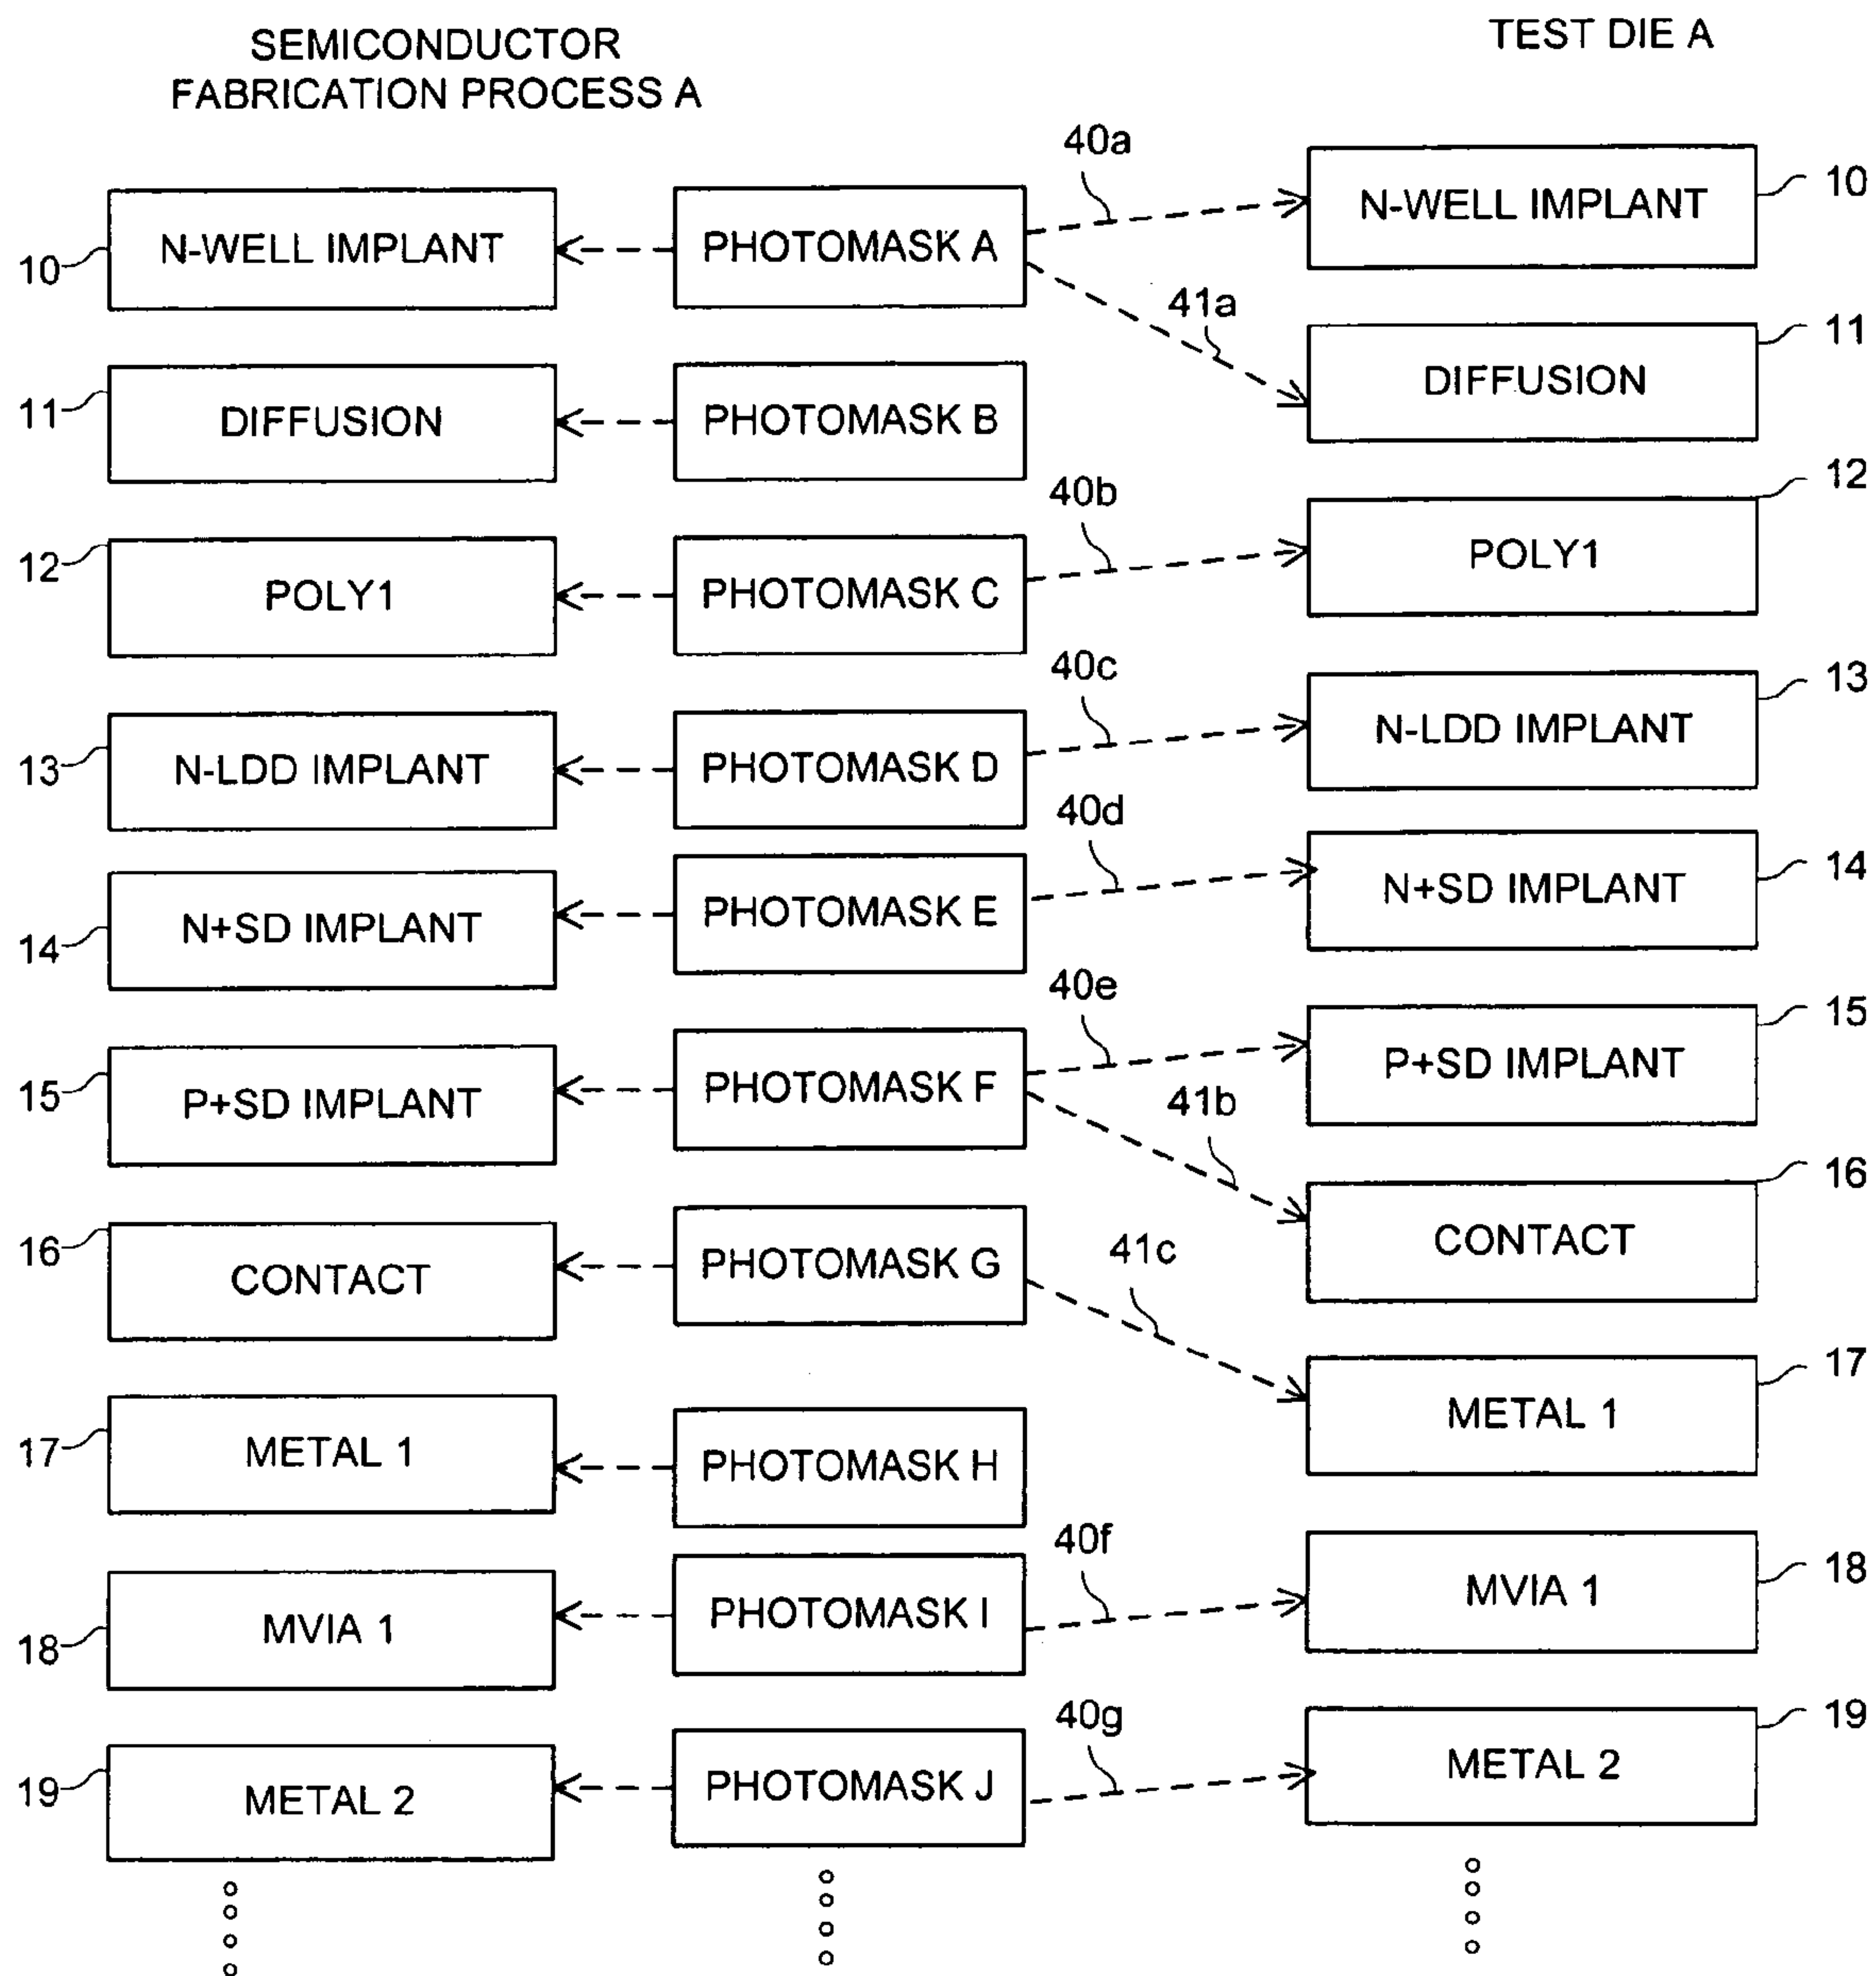 SEMICONDUCTOR
FABRICATION PROCESS A
TEST DIE A
10
N-WELL IMPLANT
PHOTOMASK A
40a
41a
N-WELL IMPLANT
10
11
DIFFUSION
PHOTOMASK B
DIFFUSION
11
12
POLY1
PHOTOMASK C
40b
POLY1
12
13
N-LDD IMPLANT
PHOTOMASK D
40c
N-LDD IMPLANT
13
14
N+SD IMPLANT
PHOTOMASK E
40d
N+SD IMPLANT
14
15
P+SD IMPLANT
PHOTOMASK F
40e
41b
P+SD IMPLANT
15
16
CONTACT
PHOTOMASK G
41c
CONTACT
16
17
METAL 1
PHOTOMASK H
METAL 1
17
18
MVIA 1
PHOTOMASK I
40f
MVIA 1
18
19
METAL 2
PHOTOMASK J
40g
METAL 2
19